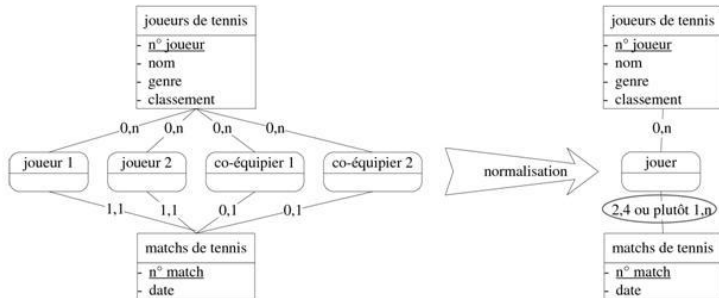 joueurs de tennis
- n° joueur
- nom
- genre
- classement
0,n 0,n 0,n 0,n
joueur 1 joueur 2 co-équipier 1 co-équipier 2
1,1 1,1 0,1 0,1
matchs de tennis
- n° match
- date
normalisation
joueurs de tennis
- n° joueur
- nom
- genre
- classement
0,n
jouer
2,4 ou plutôt 1,n
matchs de tennis
- n° match
- date